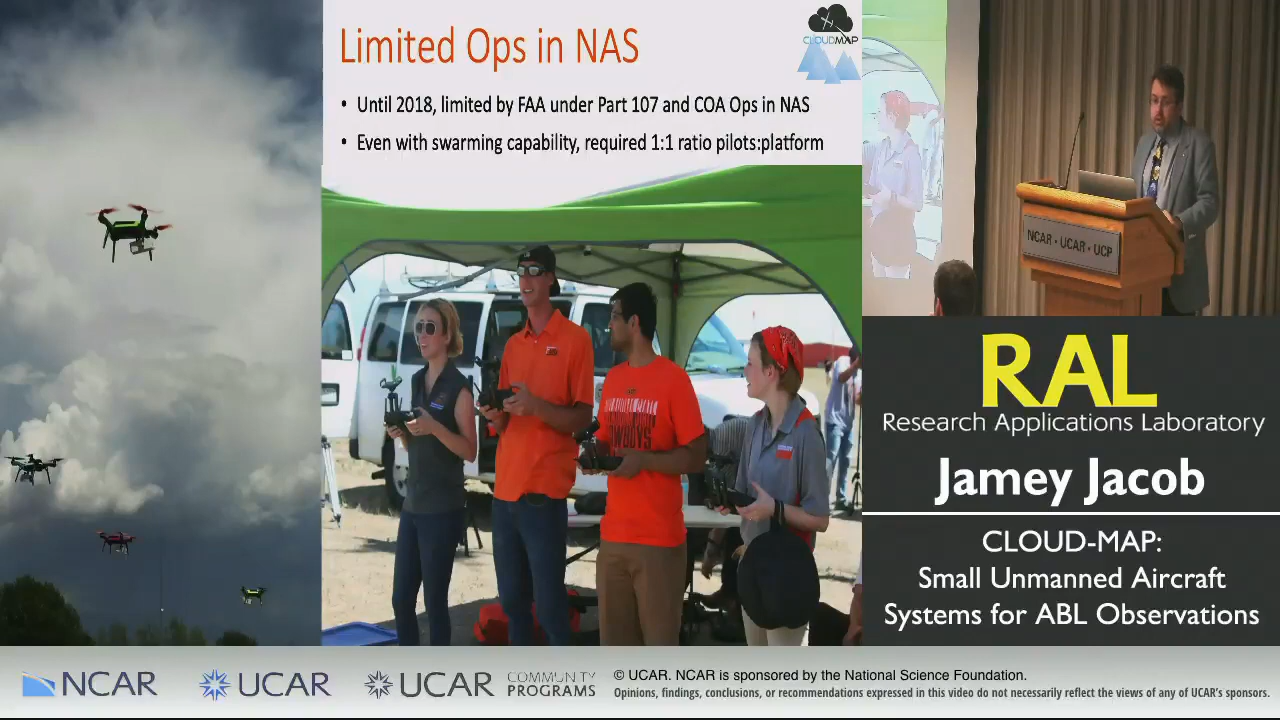 Limited Ops in NAS
CLOUDMAP
• Until 2018, limited by FAA under Part 107 and COA Ops in NAS
• Even with swarming capability, required 1:1 ratio pilots:platform
COWBOYS
NCAR • UCAR • UCP
RAL
Research Applications Laboratory
Jamey Jacob
CLOUD-MAP:
Small Unmanned Aircraft
Systems for ABL Observations
NCAR
UCAR
UCAR
COMMUNITY
PROGRAMS
© UCAR. NCAR is sponsored by the National Science Foundation.
Opinions, findings, conclusions, or recommendations expressed in this video do not necessarily reflect the views of any of UCAR's sponsors.